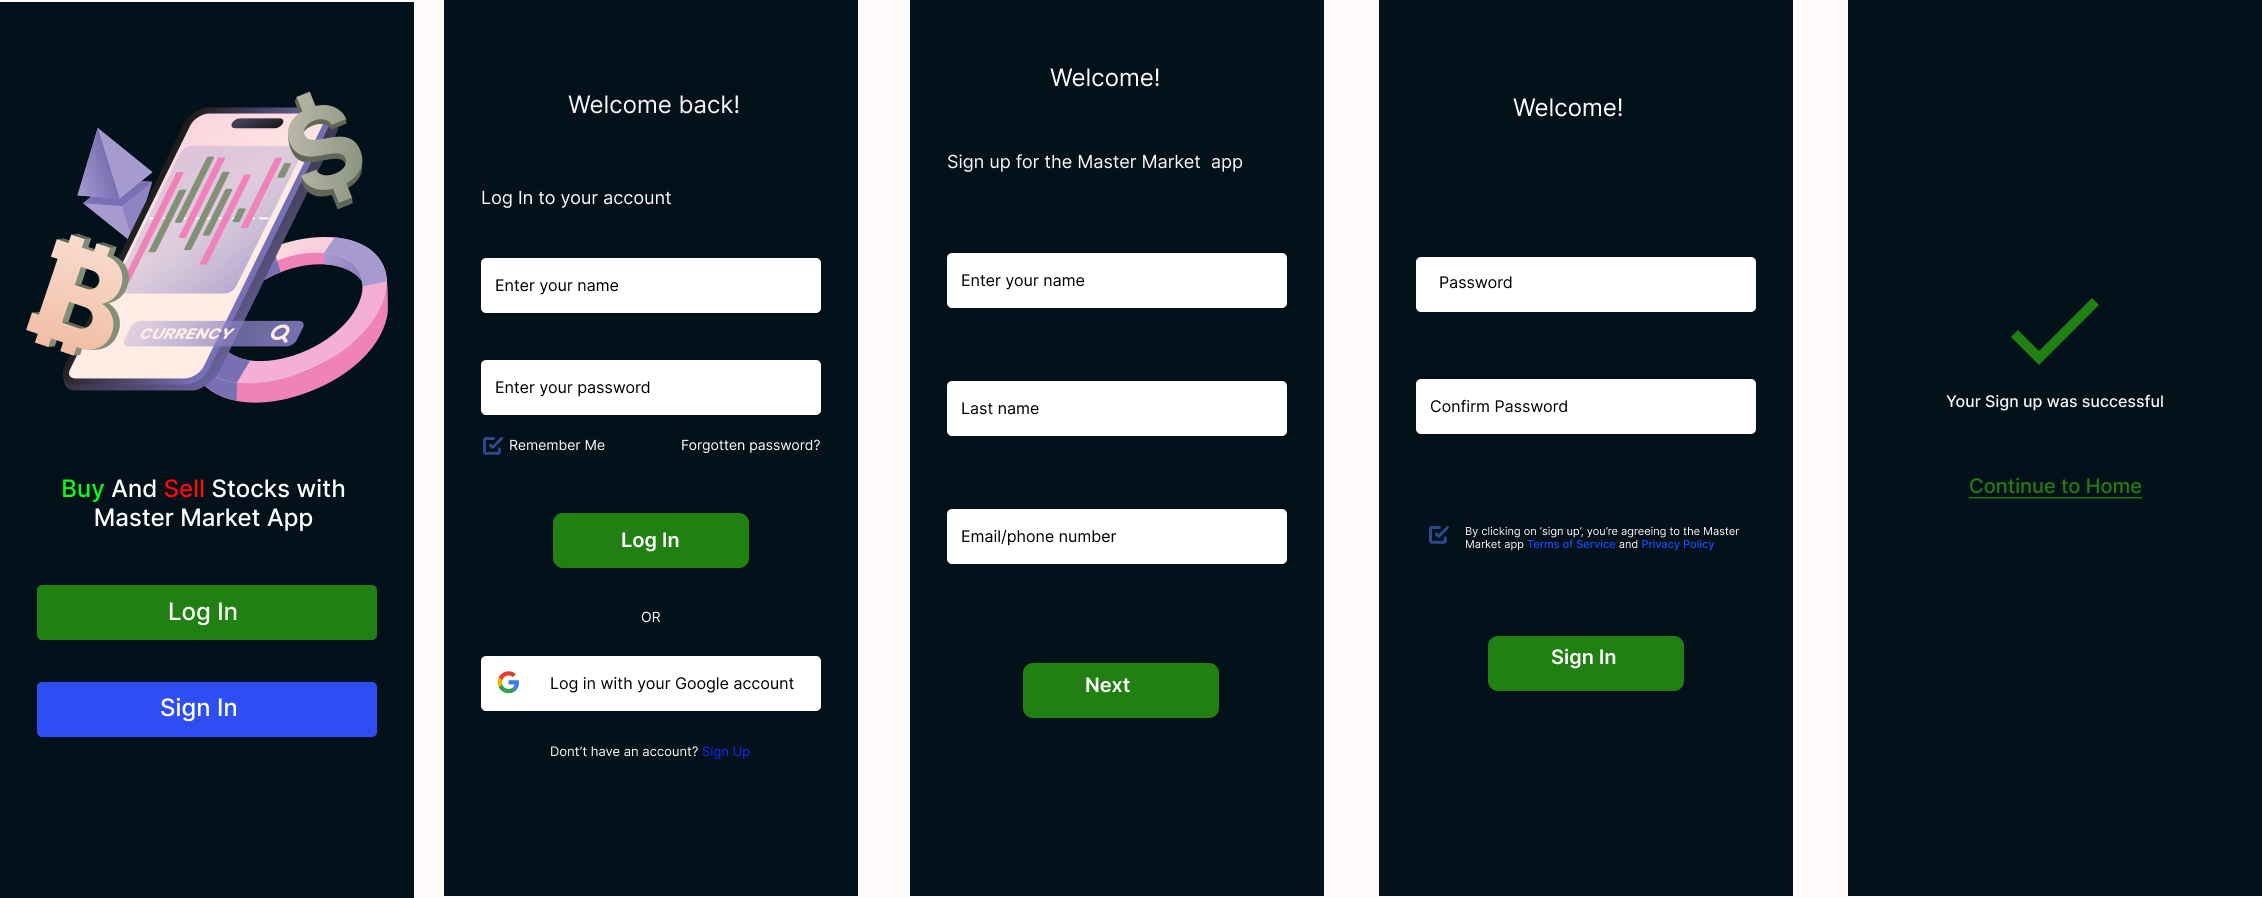 CURRENCY
Buy And Sell Stocks with
Master Market App
Log In
Sign In
Welcome back!
Log In to your account
Enter your name
Enter your password
Remember Me
Forgotten password?
Log In
OR
Log in with your Google account
Dont't have an account? Sign Up
Welcome!
Sign up for the Master Market app
Enter your name
Last name
Email/phone number
Next
Welcome!
Password
Confirm Password
By clicking on ‘sign up’, you’re agreeing to the Master
Market app Terms of Service and Privacy Policy
Sign In
Your Sign up was successful
Continue to Home